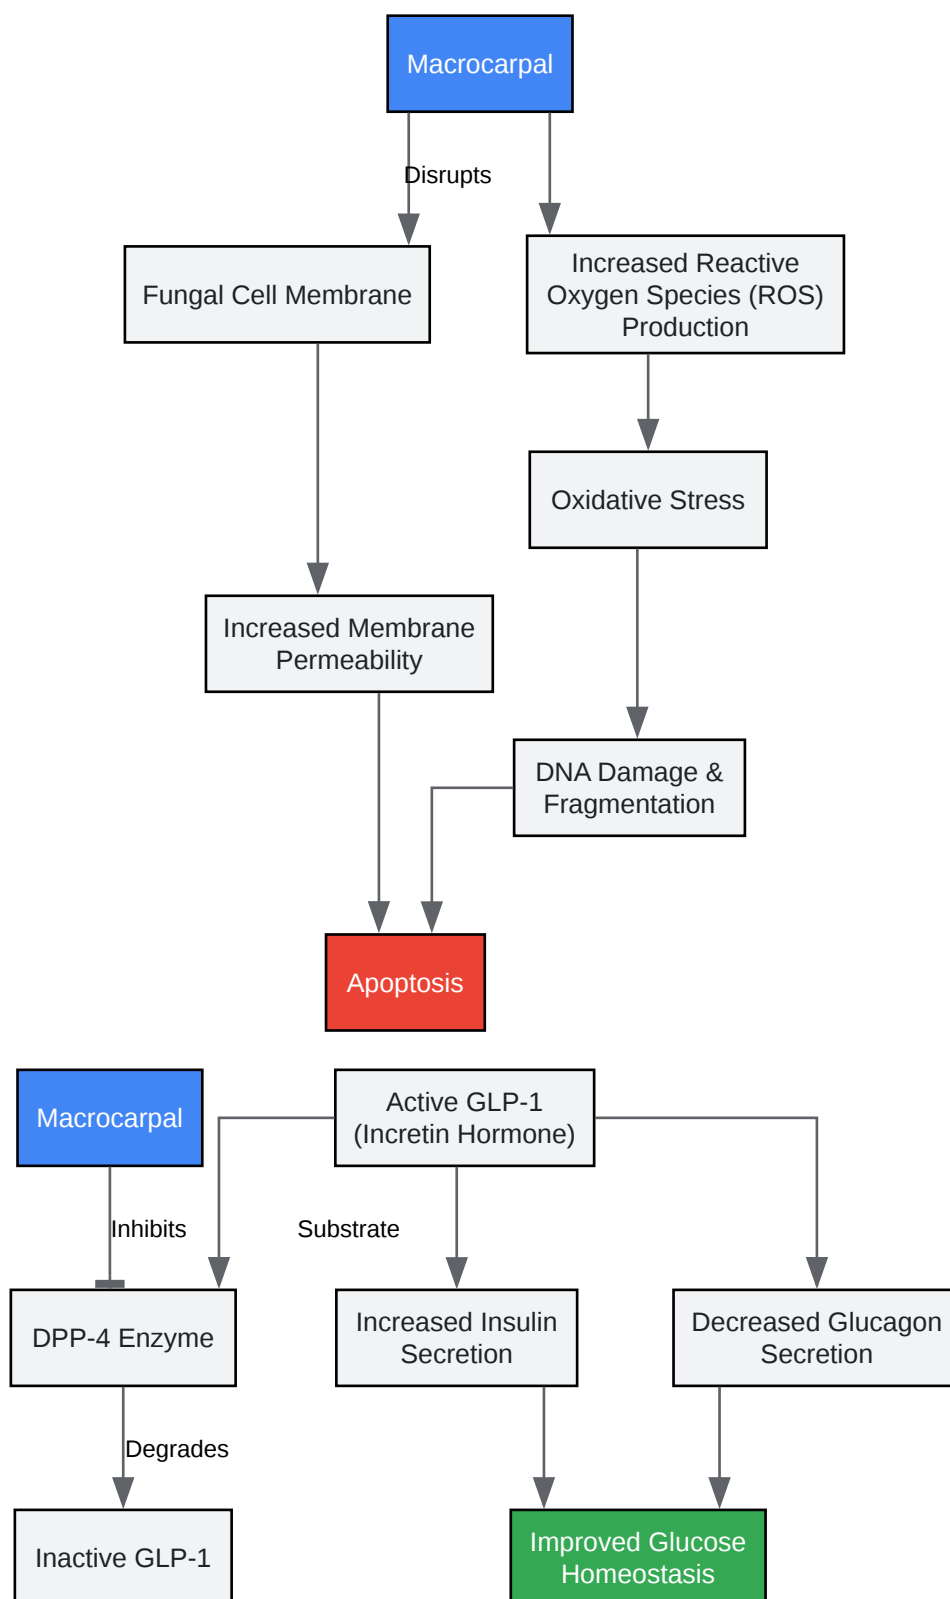 Macrocarpal
Disrupts
Fungal Cell Membrane
Increased Reactive
Oxygen Species (ROS)
Production
Oxidative Stress
Increased Membrane
Permeability
DNA Damage &
Fragmentation
Apoptosis
Macrocarpal
Active GLP-1
(Incretin Hormone)
Inhibits
Substrate
DPP-4 Enzyme
Increased Insulin
Secretion
Decreased Glucagon
Secretion
Degrades
Inactive GLP-1
Improved Glucose
Homeostasis